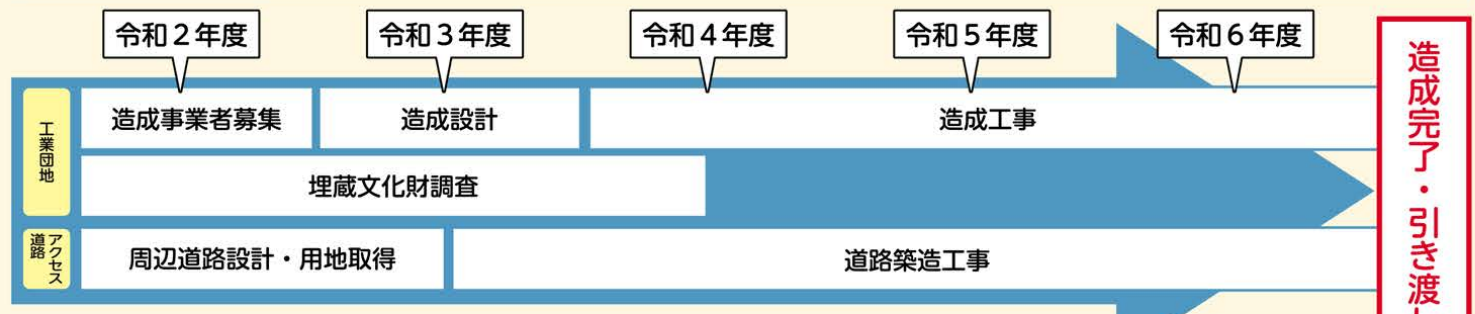 令和2年度
令和3年度
令和4年度
令和5年度
令和6年度
工業団地
造成事業者募集
造成設計
造成工事
埋蔵文化財調査
アクセス
道路
周辺道路設計・用地取得
道路築造工事
造成完了・引き渡し